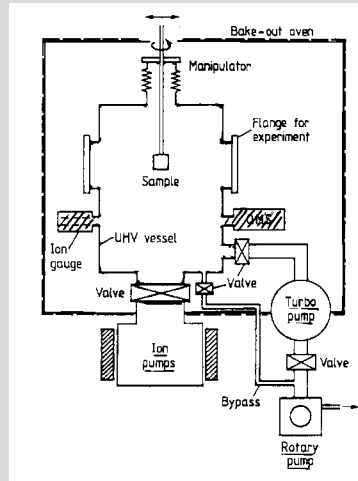 Bake-out oven
Manipulator
Flange for
experiment
Sample
QMS
Ion
gauge
UHV vessel
Valve
Valve
Turbo
pump
Ion
pumps
Valve
Bypass
Rotary
pump